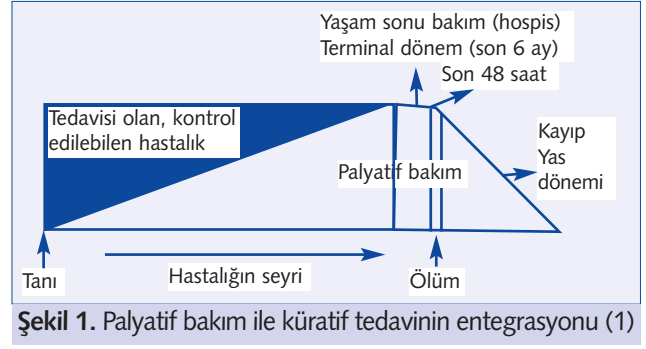 Yaşam sonu bakım (hospis)
Terminal dönem (son 6 ay)
Son 48 saat
Tedavisi olan, kontrol
edilebilen hastalık
Kayıp
Yas
dönemi
Palyatif bakım
Tanı
Hastalığın seyri
Ölüm
Şekil 1. Palyatif bakım ile küratif tedavinin entegrasyonu (1)